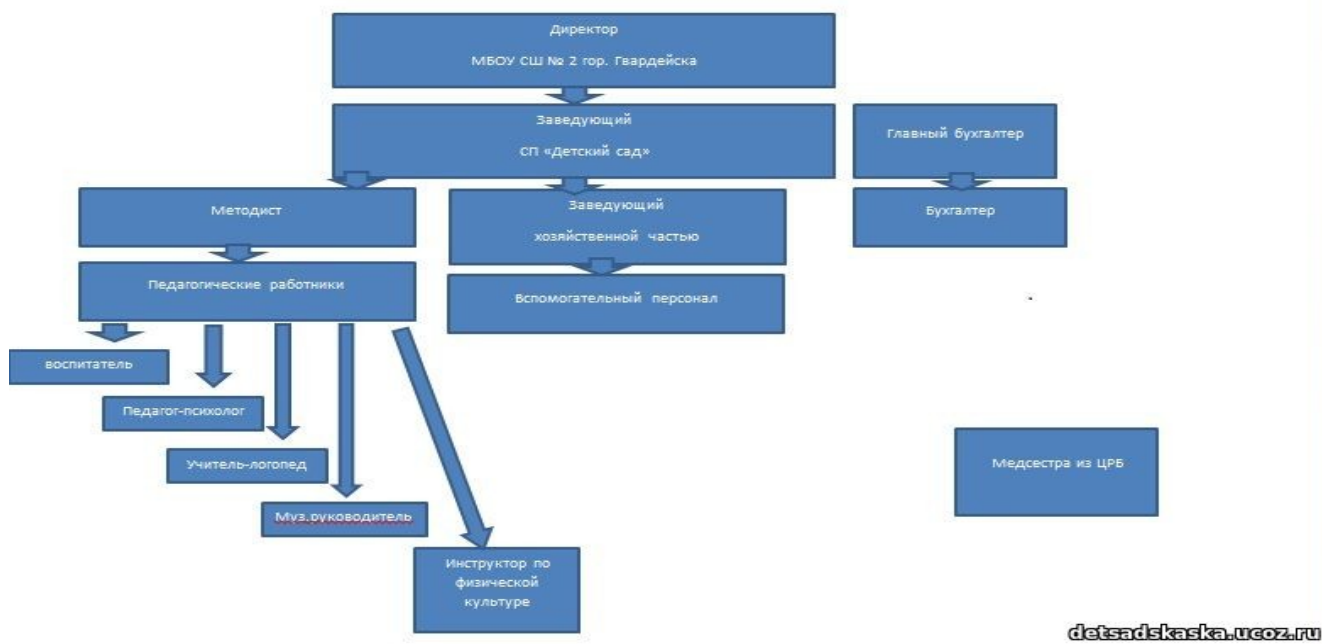 Директор
МБОУ СШ № 2 гор. Гвардейска
Заведующий
СП «Детский сад»
Главный бухгалтер
Методист
Заведующий
хозяйственной частью
Бухгалтер
Педагогические работники
Вспомогательный персонал
воспитатель
Педагог-психолог
Учитель-логопед
Муз.руководитель
Медсестра из ЦРБ
Инструктор по
физической
культуре
detsadskaska.ucoz.ru